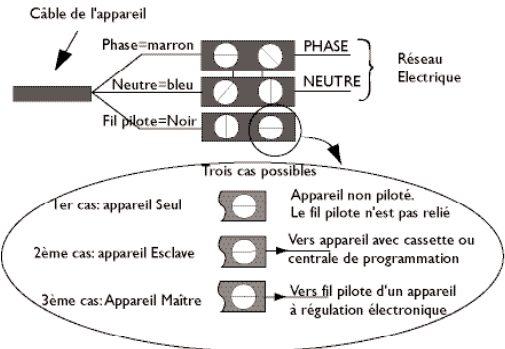 Câble de l'appareil
Phase=marron
PHASE
Neutre=bleu
NEUTRE
Réseau
Electrique
Fil pilote=Noir
Trois cas possibles
1er cas: appareil Seul
Appareil non piloté.
Le fil pilote n'est pas relié
2ème cas: appareil Esclave
Vers appareil avec cassette ou
centrale de programmation
3ème cas: Appareil Maître
Vers fil pilote d'un appareil
à régulation électronique